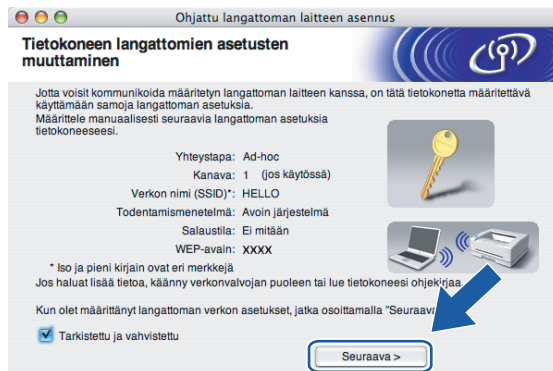 Ohjattu langattoman laitteen asennus
Tietokoneen langattomien asetusten
muuttaminen
Jotta voisit kommunikoida määritetyn langattoman laitteen kanssa, on tätä tietokonetta määritettävä
käyttämään samoja langattoman asetuksia.
Määrittele manuaalisesti seuraavia langattoman asetuksia
tietokoneeseesi.
Yhteystapa: Ad-hoc
Kanava: 1 (jos käytössä)
Verkon nimi (SSID)*: HELLO
Todentamismenetelmä: Avoin järjestelmä
Salaustila: Ei mitään
WEP-avain: XXXX
* Iso ja pieni kirjain ovat eri merkkejä
Jos haluat lisää tietoa, käänny verkonvalvojan puoleen tai lue tietokoneesi ohjekirjaa
Kun olet määrittänyt langattoman verkon asetukset, jatka osoittamalla "Seuraava
Tarkistettu ja vahvistettu
Seuraava >